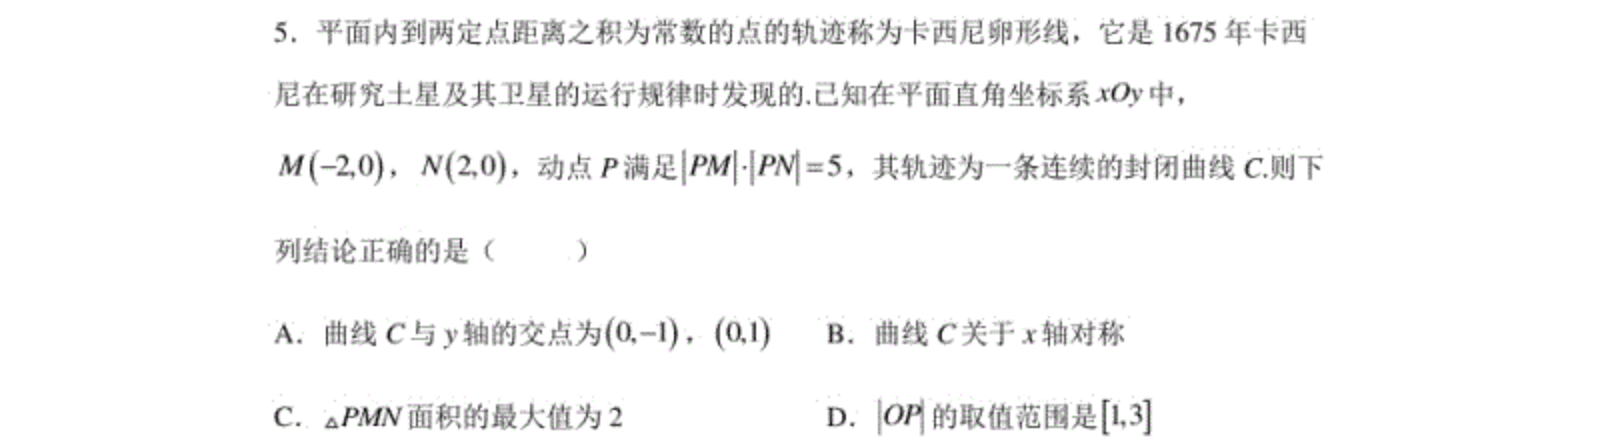 5．平面内到两定点距离之积为常数的点的轨迹称为卡西尼卵形线，它是 1675 年卡西
尼在研究土星及其卫星的运行规律时发现的.已知在平面直角坐标系 xOy 中，
M(−2,0)，N(2,0)，动点 P 满足|PM|·|PN|=5，其轨迹为一条连续的封闭曲线 C.则下
列结论正确的是（　　）
A．曲线 C 与 y 轴的交点为(0,−1)，(0,1)　B．曲线 C 关于 x 轴对称
C．△PMN 面积的最大值为 2　D．|OP| 的取值范围是[1,3]